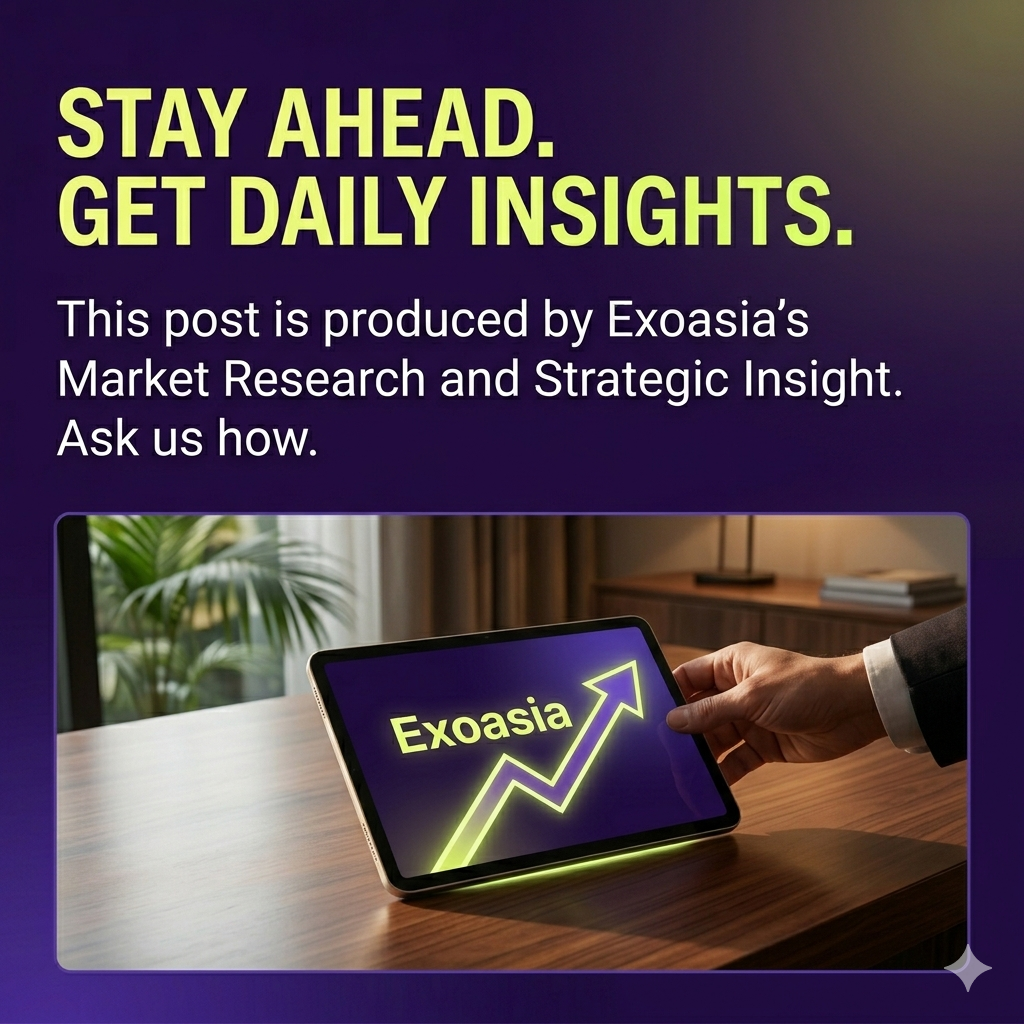 STAY AHEAD.
GET DAILY INSIGHTS.
This post is produced by Exoasia’s
Market Research and Strategic Insight.
Ask us how.
Exoasia